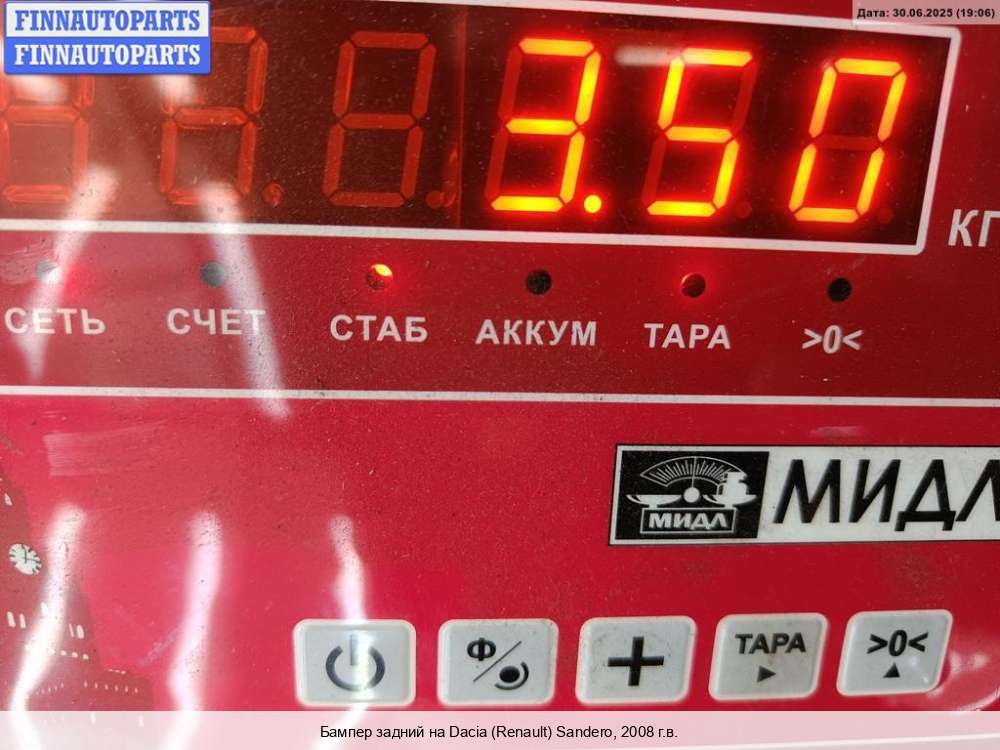 FINNAUTOPARTS
FINNAUTOPARTS
Дата: 30.06.2025 (19:06)
3.50
КГ
СЕТЬ СЧЕТ СТАБ АККУМ ТАРА >0<
МИДЛ МИДЛ
Ф/ + ТАРА >0<
Бампер задний на Dacia (Renault) Sandero, 2008 г.в.